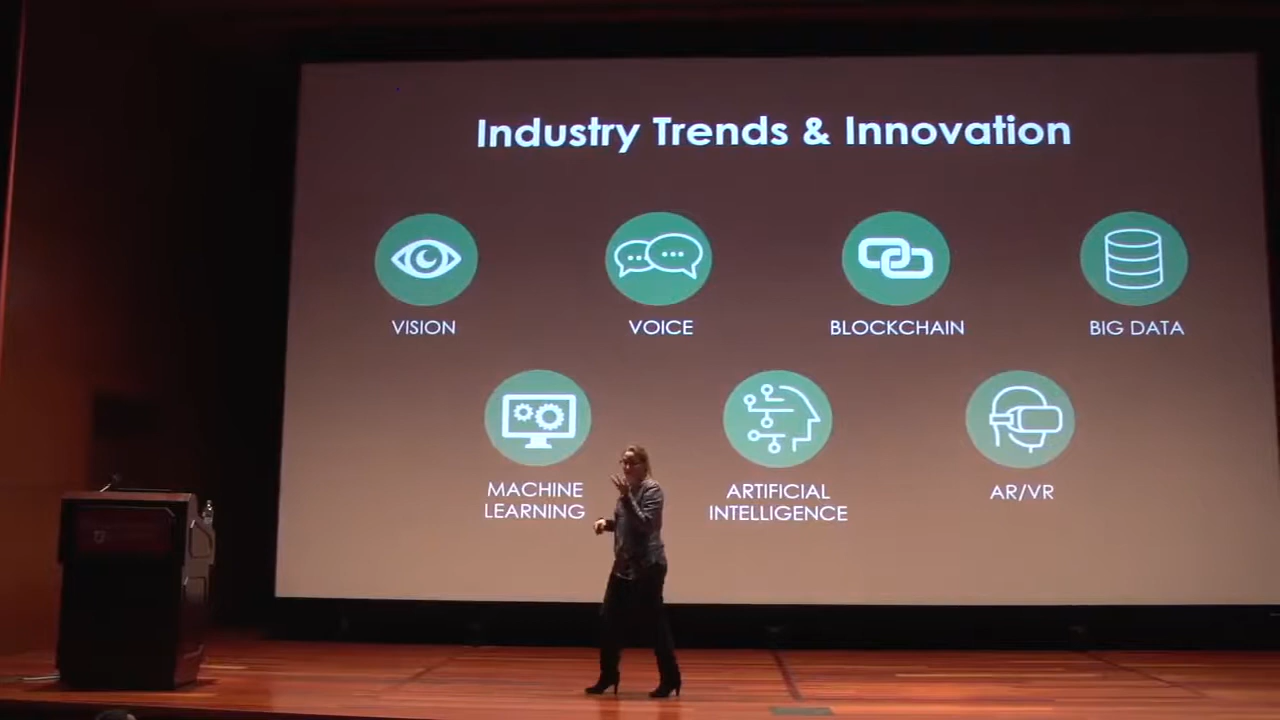 Industry Trends & Innovation
VISION
VOICE
BLOCKCHAIN
BIG DATA
MACHINE
LEARNING
ARTIFICIAL
INTELLIGENCE
AR/VR